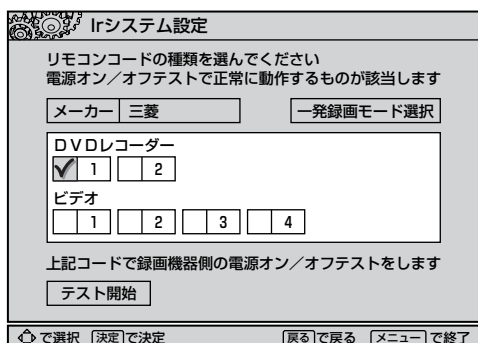 Irシステム設定
リモコンコードの種類を選んでください
電源オン／オフテストで正常に動作するものが該当します
メーカー 三菱 一発録画モード選択
ＤＶＤレコーダー
1 2
ビデオ
1 2 3 4
上記コードで録画機器側の電源オン／オフテストをします
テスト開始
で選択 決定で決定 戻るで戻る メニューで終了